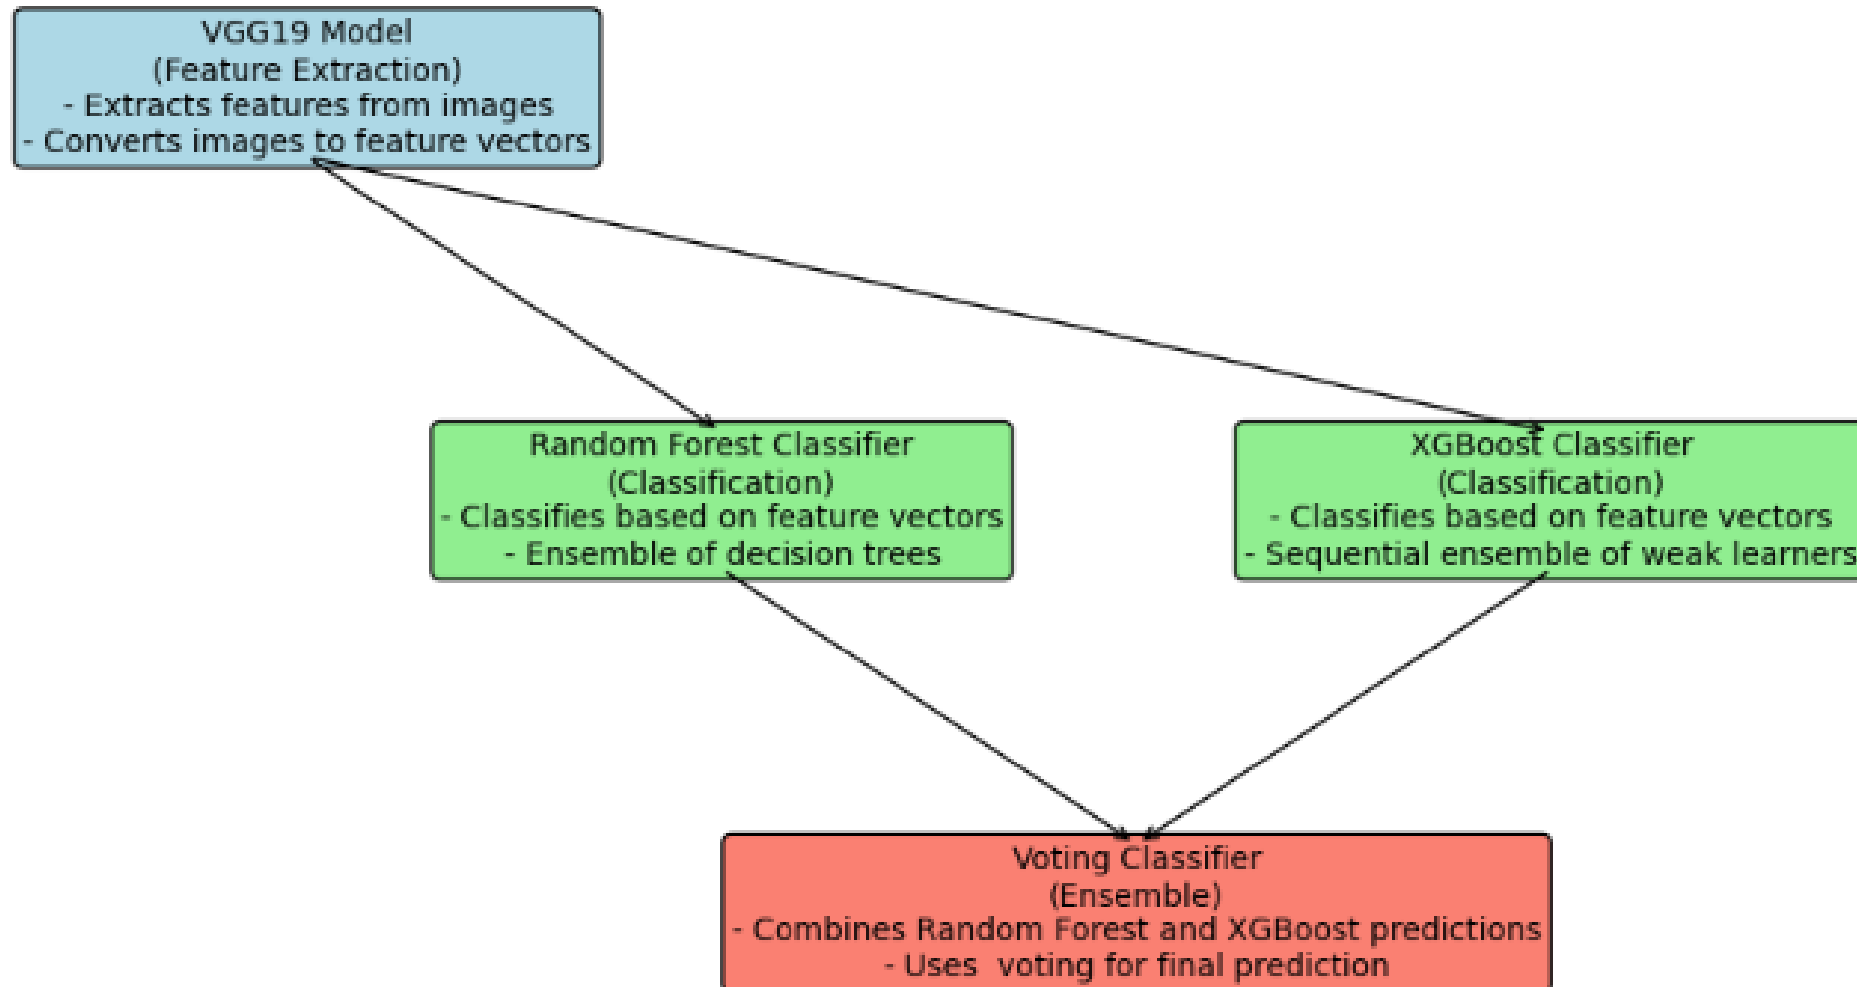 VGG19 Model
(Feature Extraction)
- Extracts features from images
- Converts images to feature vectors
Random Forest Classifier
(Classification)
- Classifies based on feature vectors
- Ensemble of decision trees
XGBoost Classifier
(Classification)
- Classifies based on feature vectors
- Sequential ensemble of weak learners
Voting Classifier
(Ensemble)
- Combines Random Forest and XGBoost predictions
- Uses  voting for final prediction